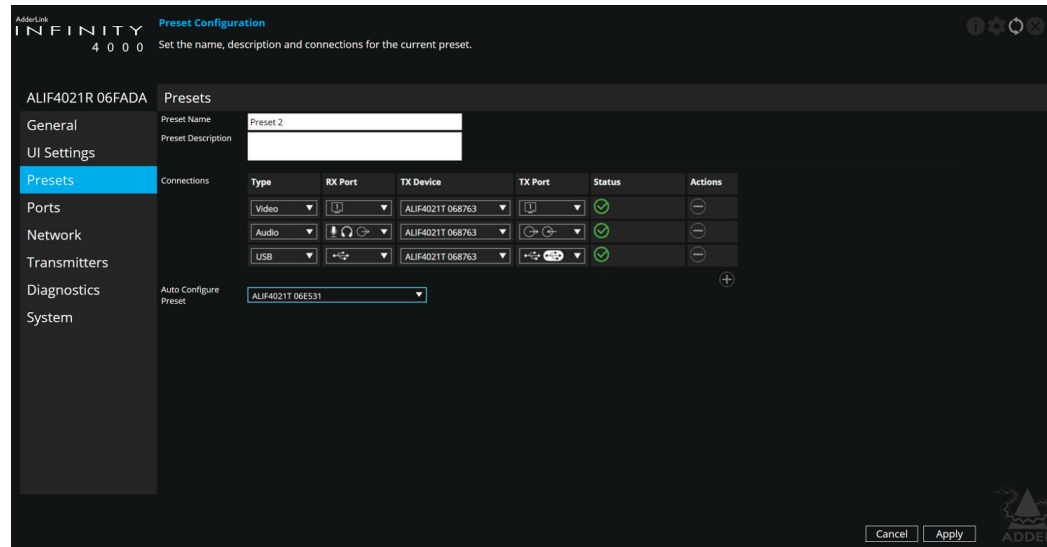 AdderLink
INFINITY
4000
Preset Configuration
Set the name, description and connections for the current preset.
ALIF4021R 06FADA
Presets
General
UI Settings
Presets
Ports
Network
Transmitters
Diagnostics
System
Preset Name
Preset 2
Preset Description
Connections
Type RX Port TX Device TX Port Status Actions
Video 1 ALIF4021T 068763 1
Audio ALIF4021T 068763
USB ALIF4021T 068763
Auto Configure
Preset
ALIF4021T 06E531
Cancel Apply